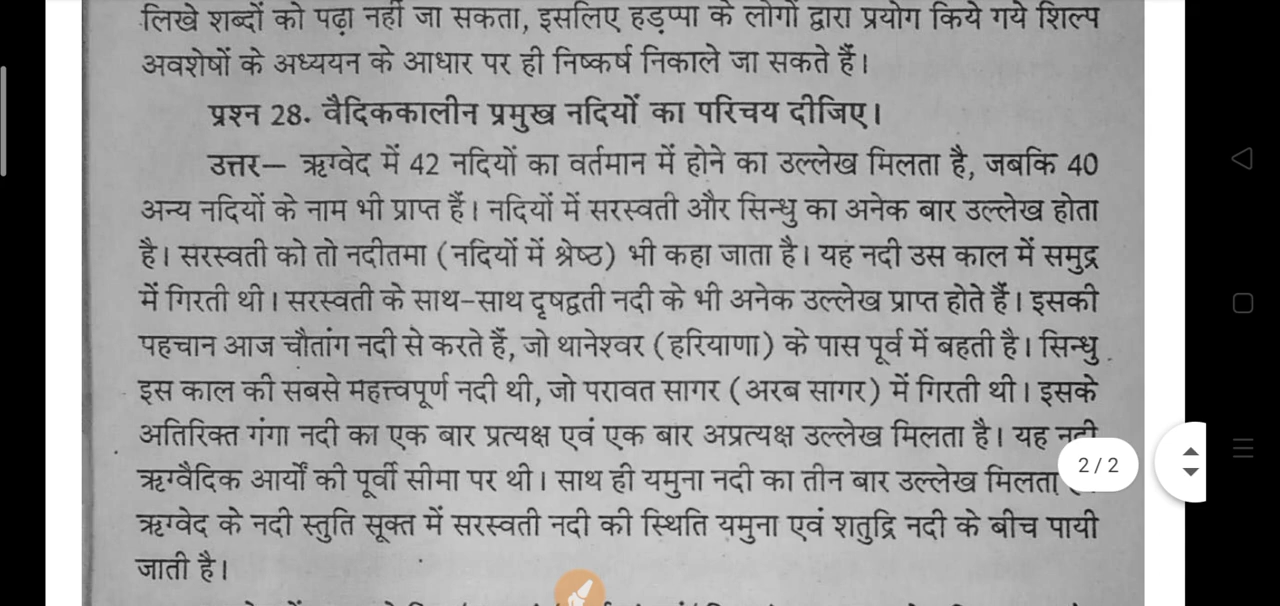 लिखे शब्दों को पढ़ा नहीं जा सकता, इसलिए हड़प्पा के लोगों द्वारा प्रयोग किये गये शिल्प
अवशेषों के अध्ययन के आधार पर ही निष्कर्ष निकाले जा सकते हैं।
प्रश्न 28. वैदिककालीन प्रमुख नदियों का परिचय दीजिए।
उत्तर— ऋग्वेद में 42 नदियों का वर्तमान में होने का उल्लेख मिलता है, जबकि 40
अन्य नदियों के नाम भी प्राप्त हैं। नदियों में सरस्वती और सिन्धु का अनेक बार उल्लेख होता
है। सरस्वती को तो नदीतमा (नदियों में श्रेष्ठ) भी कहा जाता है। यह नदी उस काल में समुद्र
में गिरती थी। सरस्वती के साथ-साथ दृषद्वती नदी के भी अनेक उल्लेख प्राप्त होते हैं। इसकी
पहचान आज चौतांग नदी से करते हैं, जो थानेश्वर (हरियाणा) के पास पूर्व में बहती है। सिन्धु
इस काल की सबसे महत्त्वपूर्ण नदी थी, जो परावत सागर (अरब सागर) में गिरती थी। इसके
अतिरिक्त गंगा नदी का एक बार प्रत्यक्ष एवं एक बार अप्रत्यक्ष उल्लेख मिलता है। यह नदी
2/2
ऋग्वैदिक आर्यों की पूर्वी सीमा पर थी। साथ ही यमुना नदी का तीन बार उल्लेख मिलता
ऋग्वेद के नदी स्तुति सूक्त में सरस्वती नदी की स्थिति यमुना एवं शतुद्रि नदी के बीच पायी
जाती है।